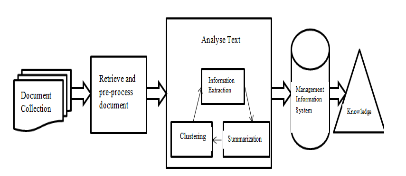 Analyse Text
Document
Collection
Retrieve and
pre-process
document
Information
Extraction
Clustering
Summarization
Management
Information
System
Knowledge